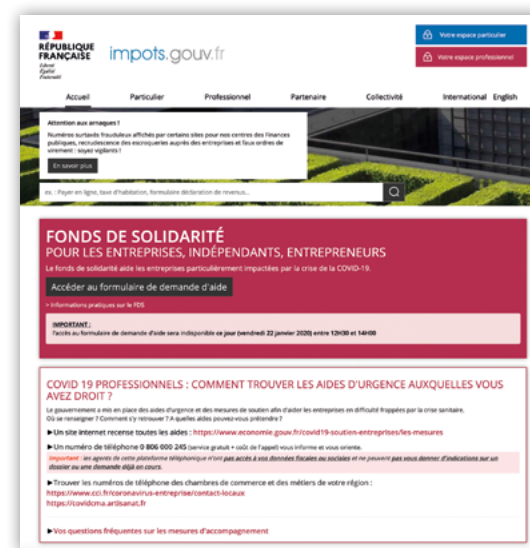 RÉPUBLIQUE
FRANÇAISE
Liberté
Égalité
Fraternité
impots.gouv.fr
Votre espace particulier
Votre espace professionnel
Accueil Particulier Professionnel Partenaire Collectivité International English
Attention aux arnaques !
Numéros surtaxés frauduleux affichés par certains sites pour nos centres des Finances
publiques, recrudescence des escroqueries auprès des entreprises et faux ordres de
virement : soyez vigilants !
En savoir plus
ex. : Payer en ligne, taxe d'habitation, formulaire déclaration de revenus...
FONDS DE SOLIDARITÉ
POUR LES ENTREPRISES, INDÉPENDANTS, ENTREPRENEURS
Le fonds de solidarité aide les entreprises particulièrement impactées par la crise de la COVID-19.
Accéder au formulaire de demande d'aide
> Informations pratiques sur le FDS
IMPORTANT :
l'accès au formulaire de demande d'aide sera indisponible ce jour (vendredi 22 janvier 2020) entre 12H30 et 14H00
COVID 19 PROFESSIONNELS : COMMENT TROUVER LES AIDES D'URGENCE AUXQUELLES VOUS
AVEZ DROIT ?
Le gouvernement a mis en place des aides d'urgence et des mesures de soutien afin d'aider les entreprises en difficulté frappées par la crise sanitaire.
Où se renseigner ? Comment s'y retrouver ? A quelles aides pouvez-vous prétendre ?
►Un site internet recense toutes les aides : https://www.economie.gouv.fr/covid19-soutien-entreprises/les-mesures
►Un numéro de téléphone 0 806 000 245 (service gratuit + coût de l'appel) vous informe et vous oriente.
Important : les agents de cette plateforme téléphonique n'ont pas accès à vos données fiscales ou sociales et ne peuvent pas vous donner d'indications sur un
dossier ou une demande déjà en cours.
►Trouver les numéros de téléphone des chambres de commerce et des métiers de votre région :
https://www.cci.fr/coronavirus-entreprise/contact-locaux
https://covidcma.artisanat.fr
►Vos questions fréquentes sur les mesures d'accompagnement